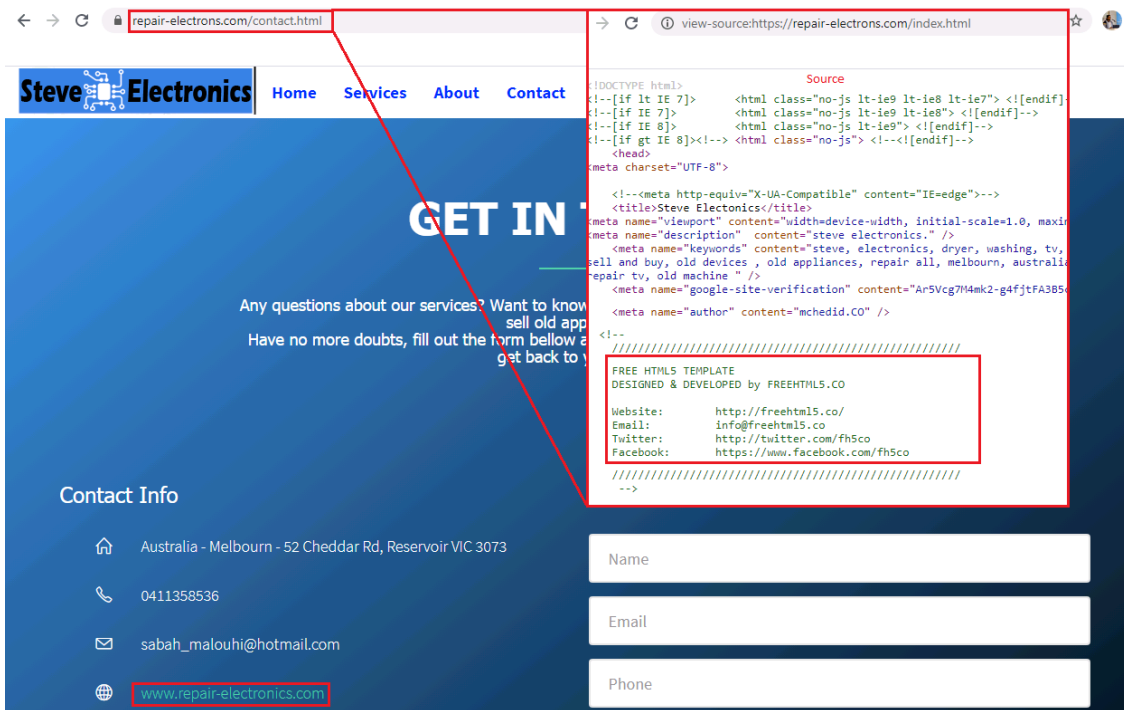 repair-electrons.com/contact.html
view-source:https://repair-electrons.com/index.html
Steve Electronics
Home Services About Contact
Source
<!DOCTYPE html>
<!--[if lt IE 7]> <html class="no-js lt-ie9 lt-ie8 lt-ie7"> <![endif]-
<!--[if IE 7]> <html class="no-js lt-ie9 lt-ie8"> <![endif]-->
<!--[if IE 8]> <html class="no-js lt-ie9"> <![endif]-->
<!--[if gt IE 8]><!--> <html class="no-js"> <!--<![endif]-->
<head>
<meta charset="UTF-8">
<!--<meta http-equiv="X-UA-Compatible" content="IE=edge">-->
<title>Steve Electonics</title>
<meta name="viewport" content="width=device-width, initial-scale=1.0, maxim
<meta name="description" content="steve electronics." />
<meta name="keywords" content="steve, electronics, dryer, washing, tv,
sell and buy, old devices , old appliances, repair all, melbourn, australia
repair tv, old machine " />
<meta name="google-site-verification" content="Ar5Vcg7M4mk2-g4fjtFA3B5c
<meta name="author" content="mchedid.CO" />
<!--
//////////////////////////////////////////////////////
FREE HTML5 TEMPLATE
DESIGNED & DEVELOPED by FREEHTML5.CO
Website: http://freehtml5.co/
Email: info@freehtml5.co
Twitter: http://twitter.com/fh5co
Facebook: https://www.facebook.com/fh5co
//////////////////////////////////////////////////////
-->
GET IN
Any questions about our services? Want to know
sell old app
Have no more doubts, fill out the form bellow a
get back to
Contact Info
Australia - Melbourn - 52 Cheddar Rd, Reservoir VIC 3073
0411358536
sabah_malouhi@hotmail.com
www.repair-electronics.com
Name
Email
Phone